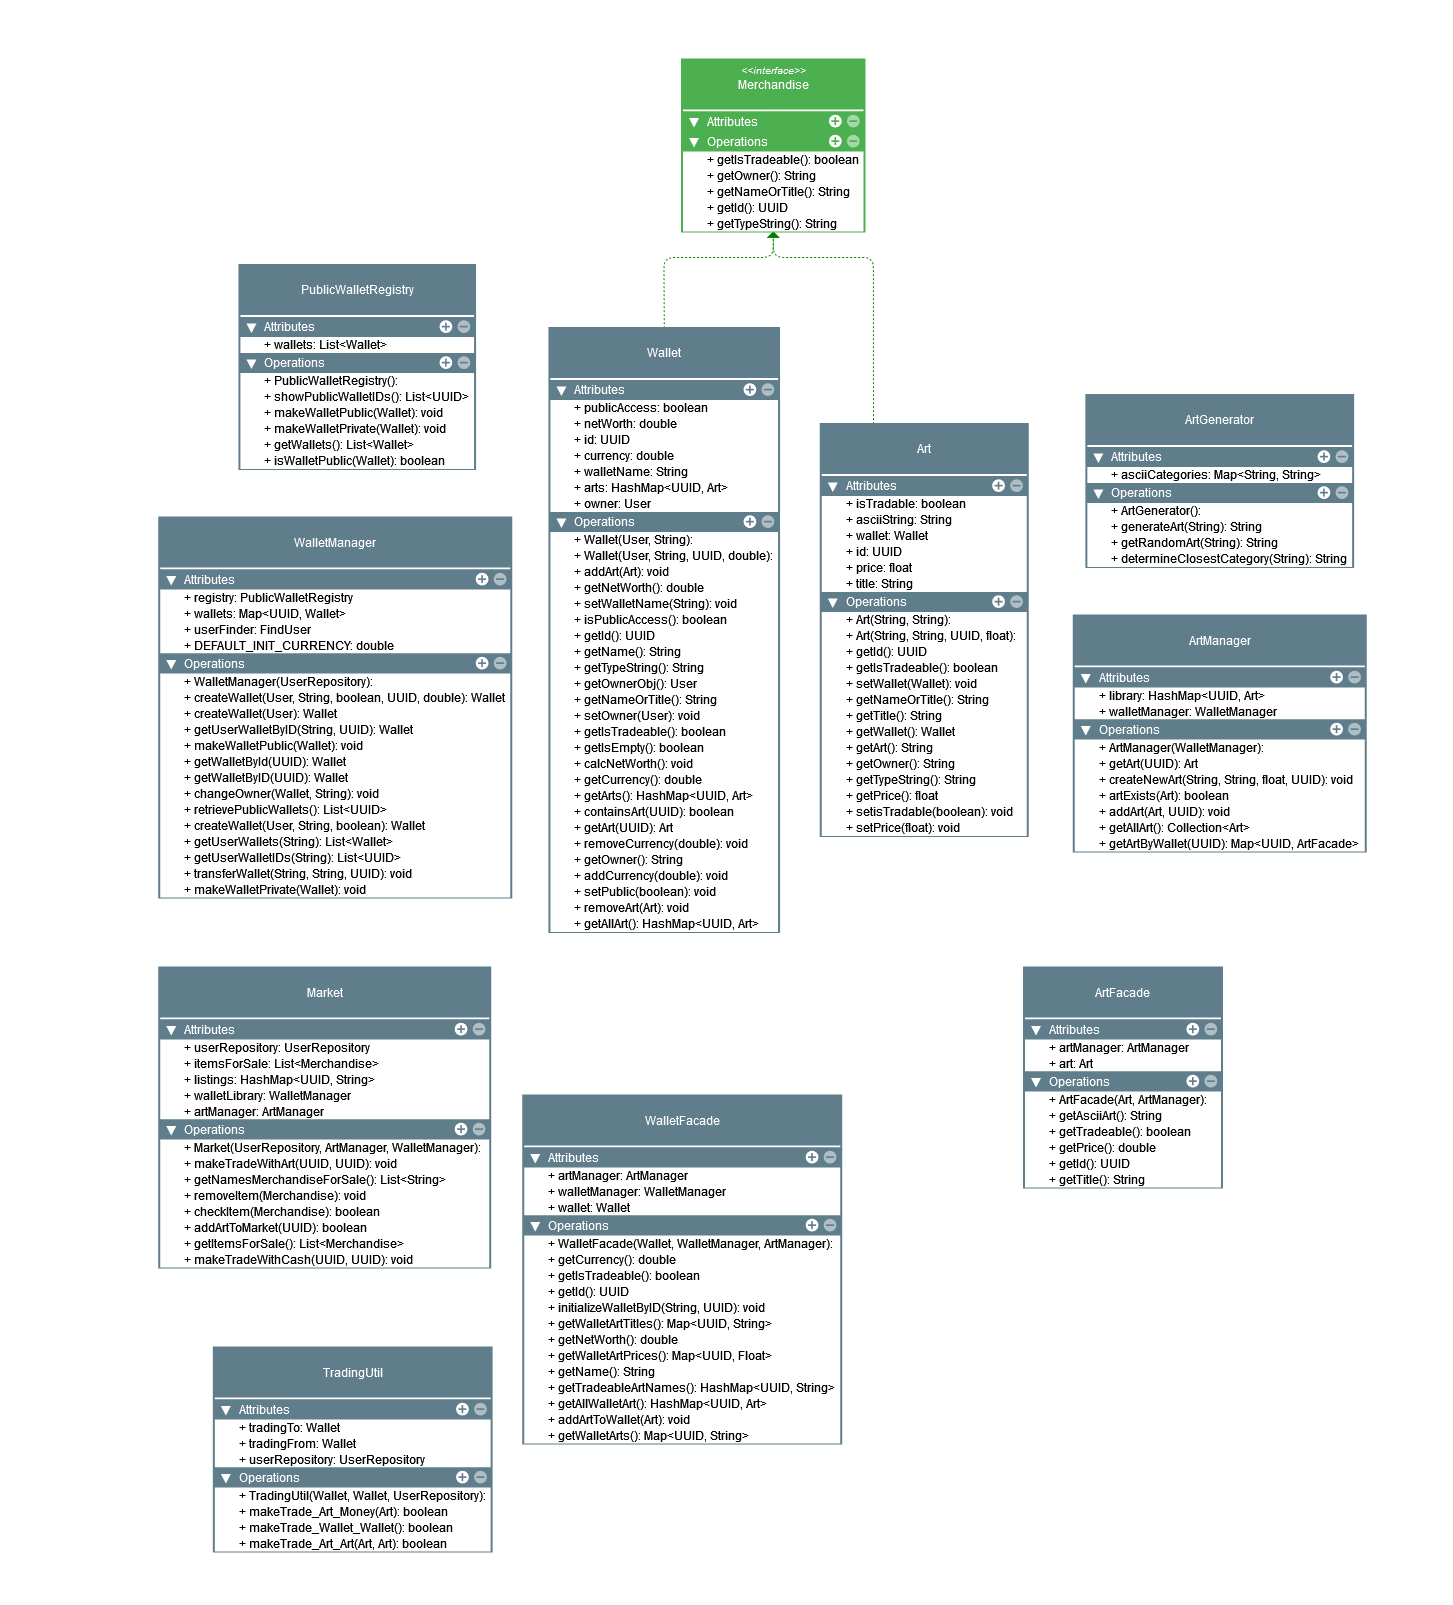 <<interface>>
Merchandise
Attributes
Operations
+ getIsTradeable(): boolean
+ getOwner(): String
+ getNameOrTitle(): String
+ getId(): UUID
+ getTypeString(): String
PublicWalletRegistry
Attributes
+ wallets: List<Wallet>
Operations
+ PublicWalletRegistry():
+ showPublicWalletIDs(): List<UUID>
+ makeWalletPublic(Wallet): void
+ makeWalletPrivate(Wallet): void
+ getWallets(): List<Wallet>
+ isWalletPublic(Wallet): boolean
Wallet
Attributes
+ publicAccess: boolean
+ netWorth: double
+ id: UUID
+ currency: double
+ walletName: String
+ arts: HashMap<UUID, Art>
+ owner: User
Operations
+ Wallet(User, String):
+ Wallet(User, String, UUID, double):
+ addArt(Art): void
+ getNetWorth(): double
+ setWalletName(String): void
+ isPublicAccess(): boolean
+ getId(): UUID
+ getName(): String
+ getTypeString(): String
+ getOwnerObj(): User
+ getNameOrTitle(): String
+ setOwner(User): void
+ getIsTradeable(): boolean
+ getIsEmpty(): boolean
+ calcNetWorth(): void
+ getCurrency(): double
+ getArts(): HashMap<UUID, Art>
+ containsArt(UUID): boolean
+ getArt(UUID): Art
+ removeCurrency(double): void
+ getOwner(): String
+ addCurrency(double): void
+ setPublic(boolean): void
+ removeArt(Art): void
+ getAllArt(): HashMap<UUID, Art>
Art
Attributes
+ isTradable: boolean
+ asciiString: String
+ wallet: Wallet
+ id: UUID
+ price: float
+ title: String
Operations
+ Art(String, String):
+ Art(String, String, UUID, float):
+ getId(): UUID
+ getIsTradeable(): boolean
+ setWallet(Wallet): void
+ getNameOrTitle(): String
+ getTitle(): String
+ getWallet(): Wallet
+ getArt(): String
+ getOwner(): String
+ getTypeString(): String
+ getPrice(): float
+ setisTradable(boolean): void
+ setPrice(float): void
ArtGenerator
Attributes
+ asciiCategories: Map<String, String>
Operations
+ ArtGenerator():
+ generateArt(String): String
+ getRandomArt(String): String
+ determineClosestCategory(String): String
WalletManager
Attributes
+ registry: PublicWalletRegistry
+ wallets: Map<UUID, Wallet>
+ userFinder: FindUser
+ DEFAULT_INIT_CURRENCY: double
Operations
+ WalletManager(UserRepository):
+ createWallet(User, String, boolean, UUID, double): Wallet
+ createWallet(User): Wallet
+ getUserWalletByID(String, UUID): Wallet
+ makeWalletPublic(Wallet): void
+ getWalletById(UUID): Wallet
+ getWalletByID(UUID): Wallet
+ changeOwner(Wallet, String): void
+ retrievePublicWallets(): List<UUID>
+ createWallet(User, String, boolean): Wallet
+ getUserWallets(String): List<Wallet>
+ getUserWalletIDs(String): List<UUID>
+ transferWallet(String, String, UUID): void
+ makeWalletPrivate(Wallet): void
ArtManager
Attributes
+ library: HashMap<UUID, Art>
+ walletManager: WalletManager
Operations
+ ArtManager(WalletManager):
+ getArt(UUID): Art
+ createNewArt(String, String, float, UUID): void
+ artExists(Art): boolean
+ addArt(Art, UUID): void
+ getAllArt(): Collection<Art>
+ getArtByWallet(UUID): Map<UUID, ArtFacade>
Market
Attributes
+ userRepository: UserRepository
+ itemsForSale: List<Merchandise>
+ listings: HashMap<UUID, String>
+ walletLibrary: WalletManager
+ artManager: ArtManager
Operations
+ Market(UserRepository, ArtManager, WalletManager):
+ makeTradeWithArt(UUID, UUID): void
+ getNamesMerchandiseForSale(): List<String>
+ removeItem(Merchandise): void
+ checkItem(Merchandise): boolean
+ addArtToMarket(UUID): boolean
+ getItemsForSale(): List<Merchandise>
+ makeTradeWithCash(UUID, UUID): void
ArtFacade
Attributes
+ artManager: ArtManager
+ art: Art
Operations
+ ArtFacade(Art, ArtManager):
+ getAsciiArt(): String
+ getTradeable(): boolean
+ getPrice(): double
+ getId(): UUID
+ getTitle(): String
WalletFacade
Attributes
+ artManager: ArtManager
+ walletManager: WalletManager
+ wallet: Wallet
Operations
+ WalletFacade(Wallet, WalletManager, ArtManager):
+ getCurrency(): double
+ getIsTradeable(): boolean
+ getId(): UUID
+ initializeWalletByID(String, UUID): void
+ getWalletArtTitles(): Map<UUID, String>
+ getNetWorth(): double
+ getWalletArtPrices(): Map<UUID, Float>
+ getName(): String
+ getTradeableArtNames(): HashMap<UUID, String>
+ getAllWalletArt(): HashMap<UUID, Art>
+ addArtToWallet(Art): void
+ getWalletArts(): Map<UUID, String>
TradingUtil
Attributes
+ tradingTo: Wallet
+ tradingFrom: Wallet
+ userRepository: UserRepository
Operations
+ TradingUtil(Wallet, Wallet, UserRepository):
+ makeTrade_Art_Money(Art): boolean
+ makeTrade_Wallet_Wallet(): boolean
+ makeTrade_Art_Art(Art, Art): boolean